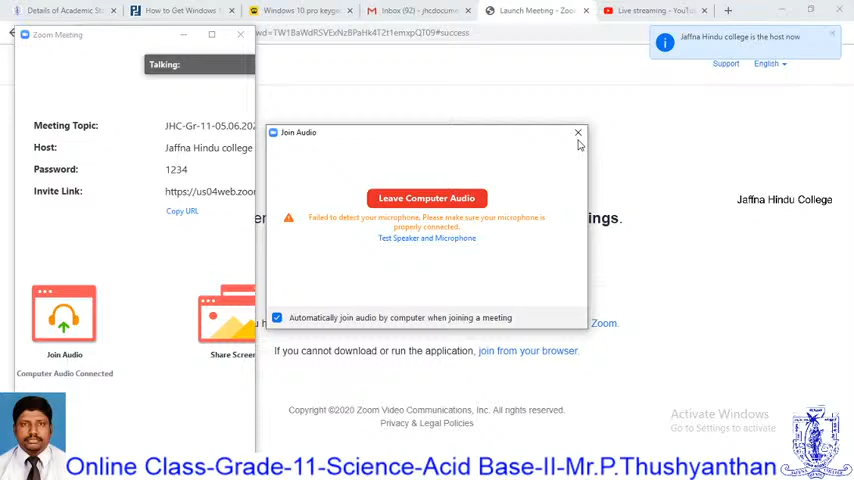 Details of Academic St
How to Get Windows
Windows 10 pro keyge
Inbox (92) - jhcdocume
Launch Meeting - Zoo
Live streaming - YouTu
wd=TW1BaWdRSVExNzBPaHk4T2t1emxpQT09#success
Jaffna Hindu college is the host now
Support
English
Zoom Meeting
Talking:
Meeting Topic:
JHC-Gr-11-05.06.202
Host:
Jaffna Hindu college
Password:
1234
Invite Link:
https://us04web.zoo
Copy URL
Join Audio
Leave Computer Audio
Failed to detect your microphone. Please make sure your microphone is
properly connected.
Test Speaker and Microphone
Automatically join audio by computer when joining a meeting
ings.
Jaffna Hindu College
Join Audio
Computer Audio Connected
Share Screen
Zoom.
If you cannot download or run the application, join from your browser.
Copyright ©2020 Zoom Video Communications, Inc. All rights reserved.
Privacy & Legal Policies
Activate Windows
Go to Settings to activate
Online Class-Grade-11-Science-Acid Base-II-Mr.P.Thushyanthan